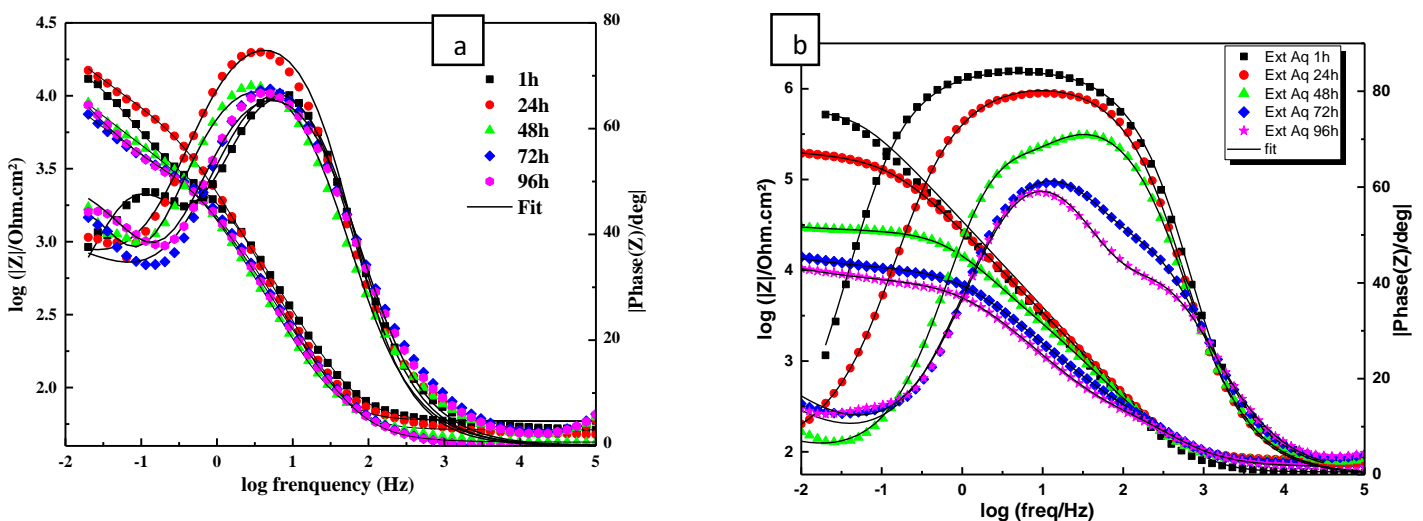 a
4.5
4.0
3.5
3.0
2.5
2.0
log (|Z|/Ohm.cm²)
-2 -1 0 1 2 3 4 5
log frenquency (Hz)
80
60
40
20
0
|Phase(Z)/deg|
1h
24h
48h
72h
96h
Fit
b
6
5
4
3
2
log (|Z|/Ohm.cm²)
-2 -1 0 1 2 3 4 5
log (freq/Hz)
80
60
40
20
0
|Phase(Z)/deg|
Ext Aq 1h
Ext Aq 24h
Ext Aq 48h
Ext Aq 72h
Ext Aq 96h
fit